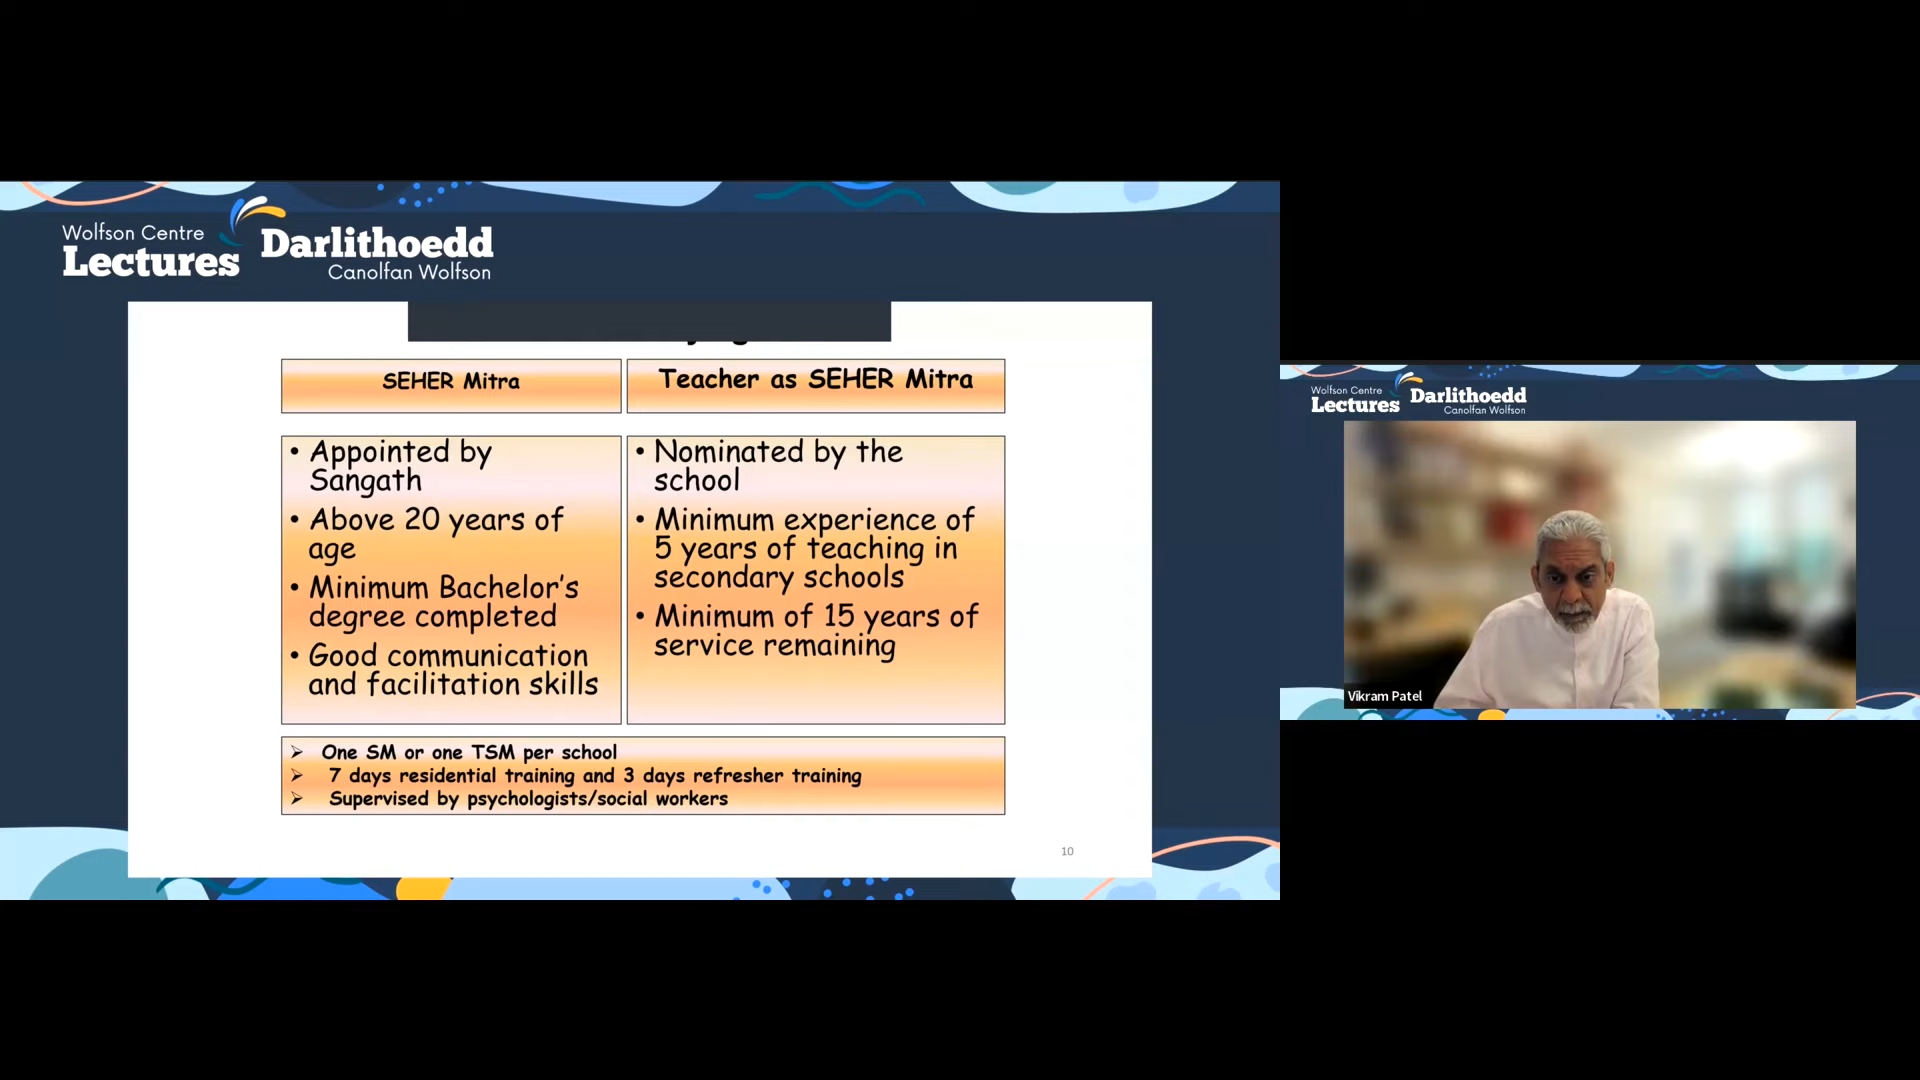 Wolfson Centre
Lectures
Darlithoedd
Canolfan Wolfson
SEHER Mitra
Teacher as SEHER Mitra
• Appointed by
Sangath
• Above 20 years of
age
• Minimum Bachelor's
degree completed
• Good communication
and facilitation skills
• Nominated by the
school
• Minimum experience of
5 years of teaching in
secondary schools
• Minimum of 15 years of
service remaining
➢ One SM or one TSM per school
➢ 7 days residential training and 3 days refresher training
➢ Supervised by psychologists/social workers
10
Wolfson Centre
Lectures
Darlithoedd
Canolfan Wolfson
Vikram Patel